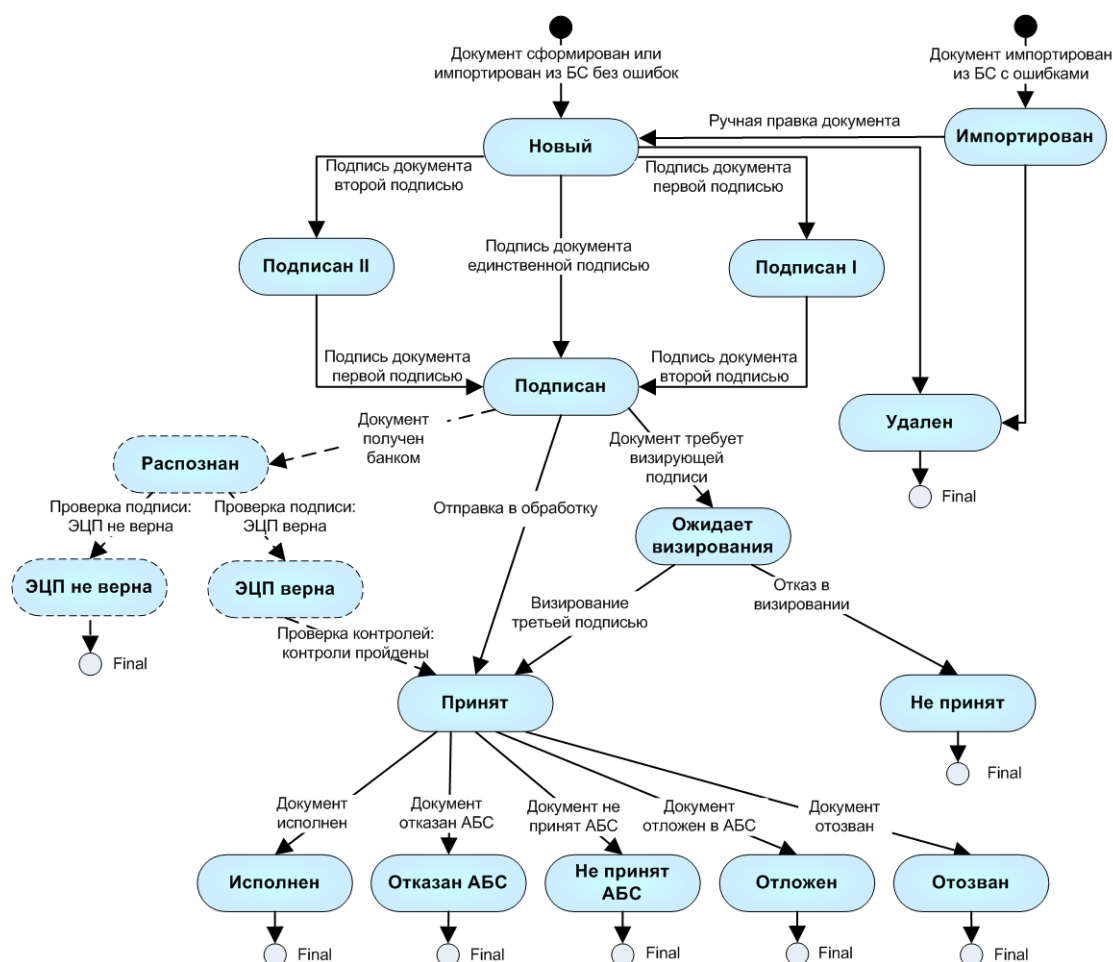 Документ сформирован или
импортирован из БС без ошибок
Документ импортирован
из БС с ошибками
Ручная правка документа
Новый
Импортирован
Подпись документа
второй подписью
Подпись документа
первой подписью
Подпись документа
единственной подписью
Подписан II
Подписан I
Подпись документа
первой подписью
Подпись документа
второй подписью
Подписан
Удален
Final
Документ
получен
банком
Документ требует
визирующей
подписи
Распознан
Проверка подписи:
ЭЦП не верна
Проверка подписи:
ЭЦП верна
Отправка в обработку
Ожидает
визирования
ЭЦП не верна
ЭЦП верна
Визирование
третьей подписью
Отказ в
визировании
Проверка контролей:
контроли пройдены
Final
Принят
Не принят
Final
Документ
исполнен
Документ
отказан АБС
Документ не
принят АБС
Документ
отложен в АБС
Документ
отозван
Исполнен
Отказан АБС
Не принят
АБС
Отложен
Отозван
Final
Final
Final
Final
Final